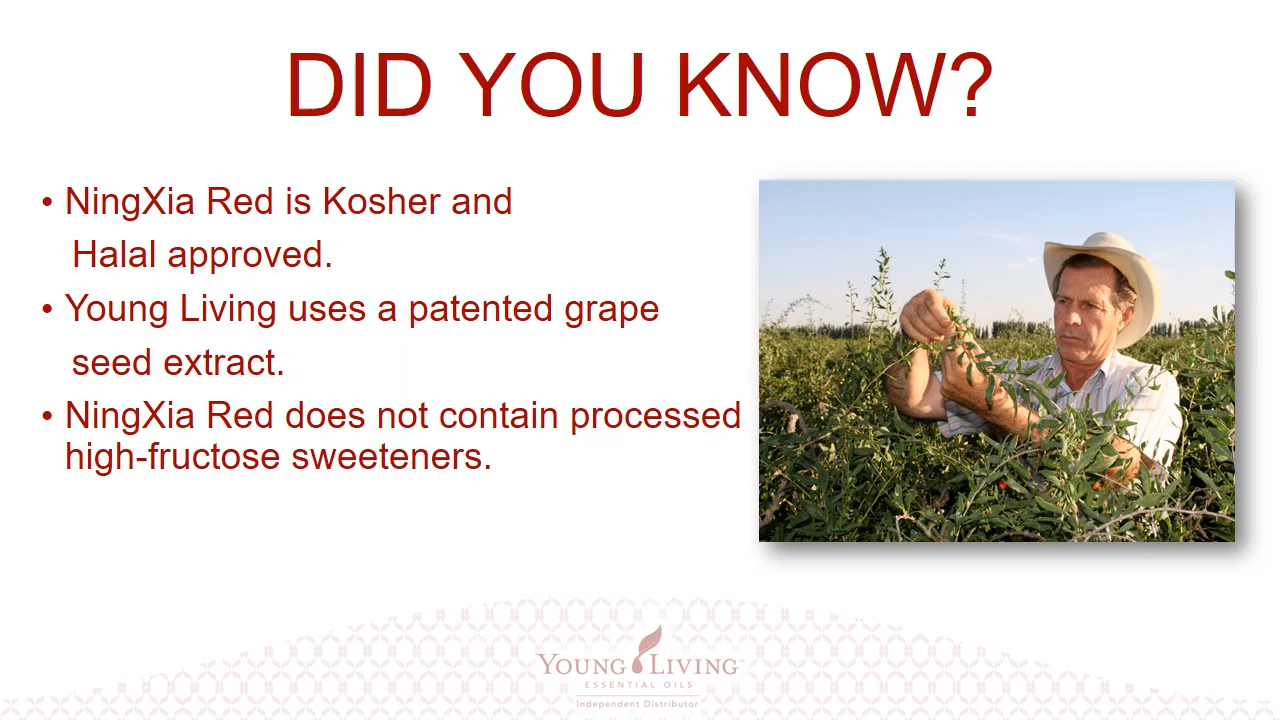 DID YOU KNOW?
• NingXia Red is Kosher and
Halal approved.
• Young Living uses a patented grape
seed extract.
• NingXia Red does not contain processed
high-fructose sweeteners.
YOUNG LIVING™
ESSENTIAL OILS
Independent Distributor